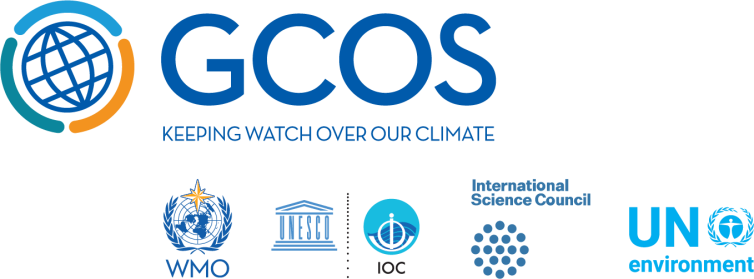 GCOS
KEEPING WATCH OVER OUR CLIMATE
WMO
UNESCO
IOC
International
Science Council
UN
environment